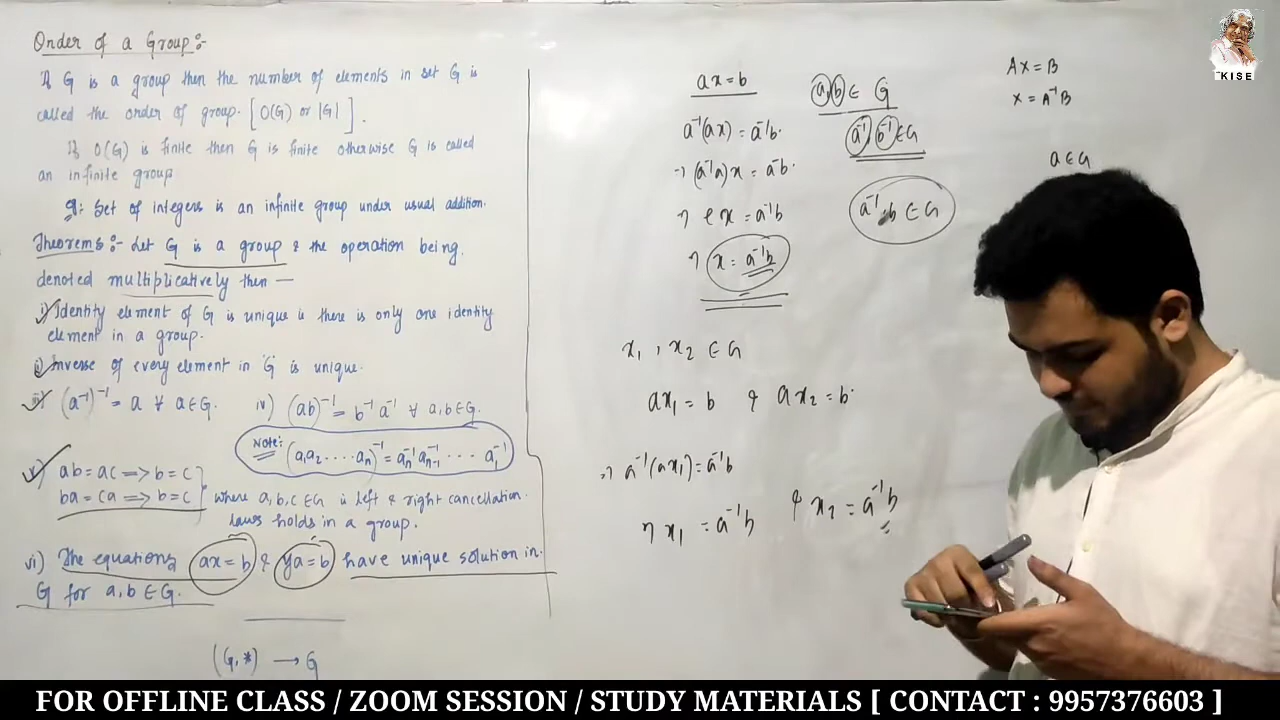 Order of a Group:-
If G is a group then the number of elements in set G is
called the order of group. [ O(G) or |G| ].
If O(G) is finite then G is finite otherwise G is called
an infinite group
Eg: Set of integers is an infinite group under usual addition.
Theorems:- Let G is a group & the operation being
denoted multiplicatively then —
i) Identity element of G is unique ie there is only one identity
element in a group.
ii) Inverse of every element in G is unique.
iii) (a⁻¹)⁻¹ = a ∀ a∈G. iv) (ab)⁻¹ = b⁻¹ a⁻¹ ∀ a,b∈G.
Note: (a₁a₂ ..... aₙ)⁻¹ = aₙ⁻¹ aₙ₋₁⁻¹ .... a₁⁻¹
v) ab = ac => b = c
ba = ca => b = c } where a,b,c ∈G ie left & right cancellation
laws holds in a group.
vi) The equations ax = b & ya = b have unique solution in
G for a,b ∈ G.
(G,*) → G
ax = b
a⁻¹(ax) = a⁻¹b.
⇒ (a⁻¹a) x = a⁻¹b.
⇒ e x = a⁻¹b
⇒ x = a⁻¹b
a,b ∈ G
a⁻¹, b⁻¹ ∈ G
a⁻¹.b ∈ G
x₁ , x₂ ∈ G
ax₁ = b & ax₂ = b.
⇒ a⁻¹(ax₁) = a⁻¹b
⇒ x₁ = a⁻¹b & x₂ = a⁻¹b
AX = B
X = A⁻¹B
a ∈ G
KISE
FOR OFFLINE CLASS / ZOOM SESSION / STUDY MATERIALS [ CONTACT : 9957376603 ]